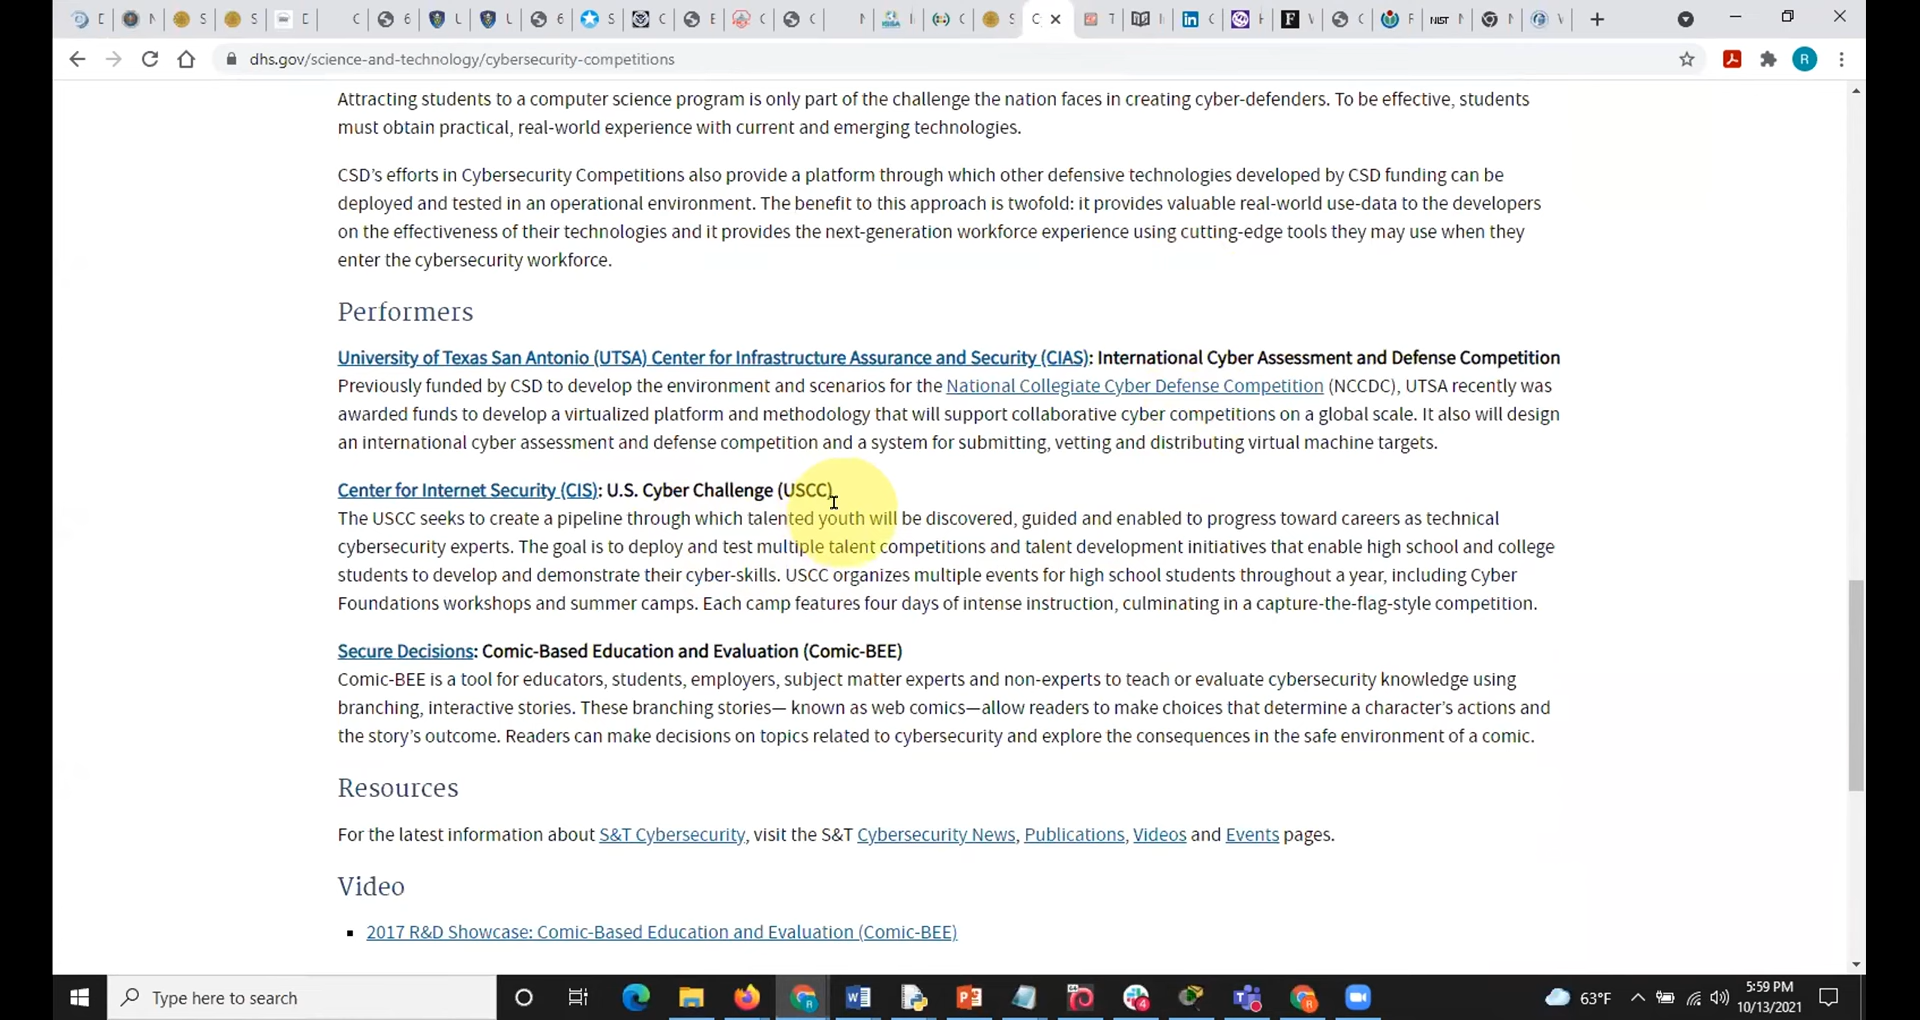 dhs.gov/science-and-technology/cybersecurity-competitions
Attracting students to a computer science program is only part of the challenge the nation faces in creating cyber-defenders. To be effective, students
must obtain practical, real-world experience with current and emerging technologies.
CSD's efforts in Cybersecurity Competitions also provide a platform through which other defensive technologies developed by CSD funding can be
deployed and tested in an operational environment. The benefit to this approach is twofold: it provides valuable real-world use-data to the developers
on the effectiveness of their technologies and it provides the next-generation workforce experience using cutting-edge tools they may use when they
enter the cybersecurity workforce.
Performers
University of Texas San Antonio (UTSA) Center for Infrastructure Assurance and Security (CIAS): International Cyber Assessment and Defense Competition
Previously funded by CSD to develop the environment and scenarios for the National Collegiate Cyber Defense Competition (NCCDC), UTSA recently was
awarded funds to develop a virtualized platform and methodology that will support collaborative cyber competitions on a global scale. It also will design
an international cyber assessment and defense competition and a system for submitting, vetting and distributing virtual machine targets.
Center for Internet Security (CIS): U.S. Cyber Challenge (USCC)
The USCC seeks to create a pipeline through which talented youth will be discovered, guided and enabled to progress toward careers as technical
cybersecurity experts. The goal is to deploy and test multiple talent competitions and talent development initiatives that enable high school and college
students to develop and demonstrate their cyber-skills. USCC organizes multiple events for high school students throughout a year, including Cyber
Foundations workshops and summer camps. Each camp features four days of intense instruction, culminating in a capture-the-flag-style competition.
Secure Decisions: Comic-Based Education and Evaluation (Comic-BEE)
Comic-BEE is a tool for educators, students, employers, subject matter experts and non-experts to teach or evaluate cybersecurity knowledge using
branching, interactive stories. These branching stories— known as web comics—allow readers to make choices that determine a character's actions and
the story's outcome. Readers can make decisions on topics related to cybersecurity and explore the consequences in the safe environment of a comic.
Resources
For the latest information about S&T Cybersecurity, visit the S&T Cybersecurity News, Publications, Videos and Events pages.
Video
2017 R&D Showcase: Comic-Based Education and Evaluation (Comic-BEE)
Type here to search
63°F
5:59 PM
10/13/2021